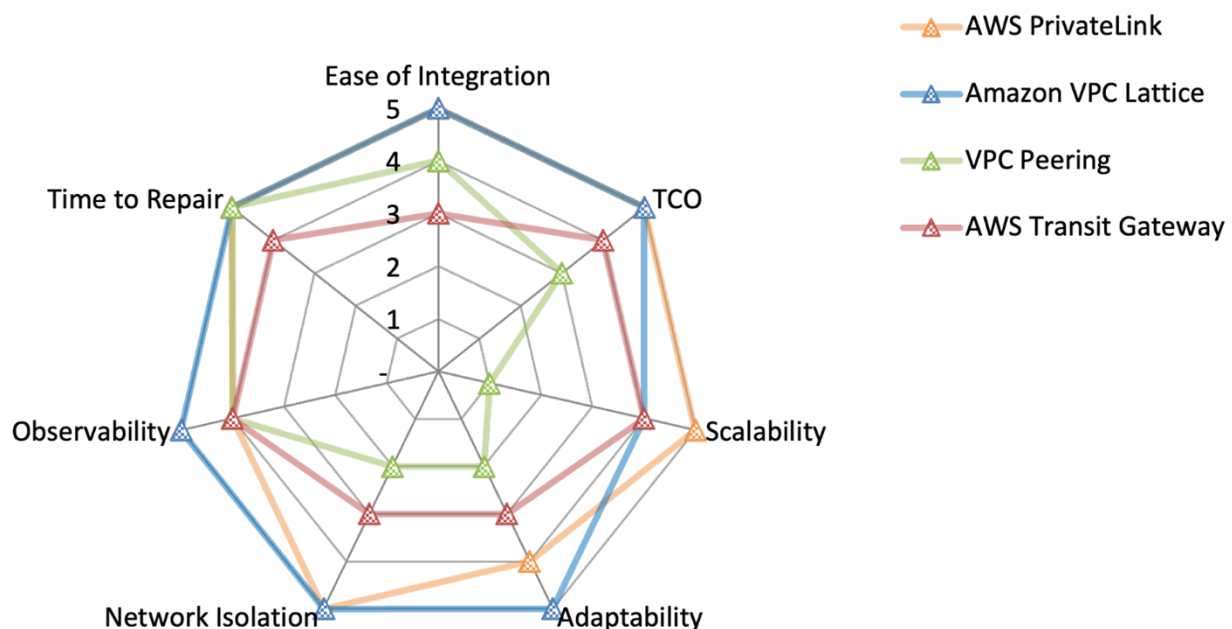 AWS PrivateLink
Amazon VPC Lattice
VPC Peering
AWS Transit Gateway
Ease of Integration
5
4
3
2
1
-
TCO
Scalability
Adaptability
Network Isolation
Observability
Time to Repair